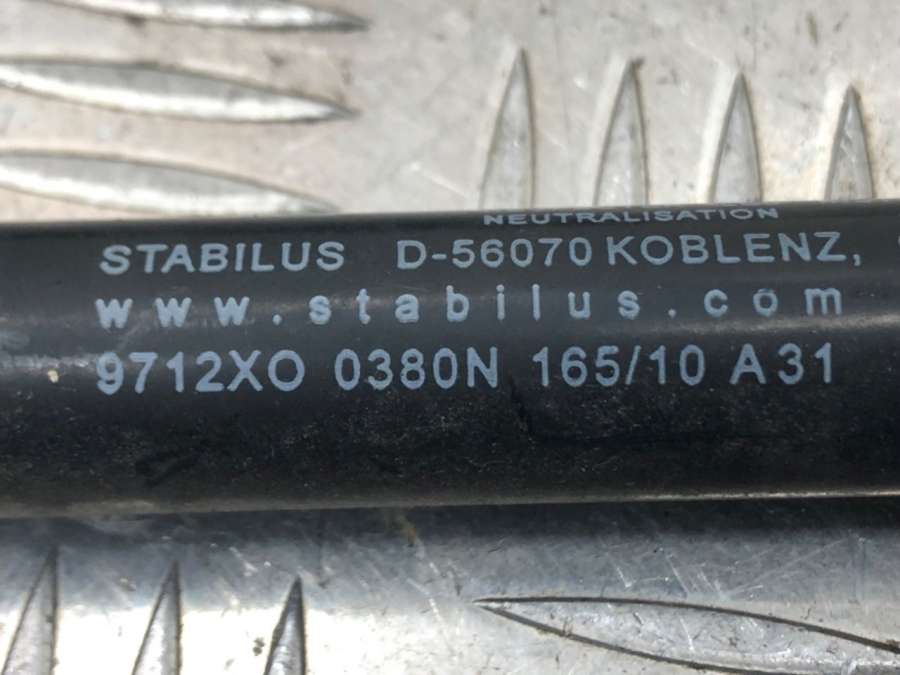 NEUTRALISATION
STABILUS D-56070 KOBLENZ,
www.stabilus.com
9712XO 0380N 165/10 A31